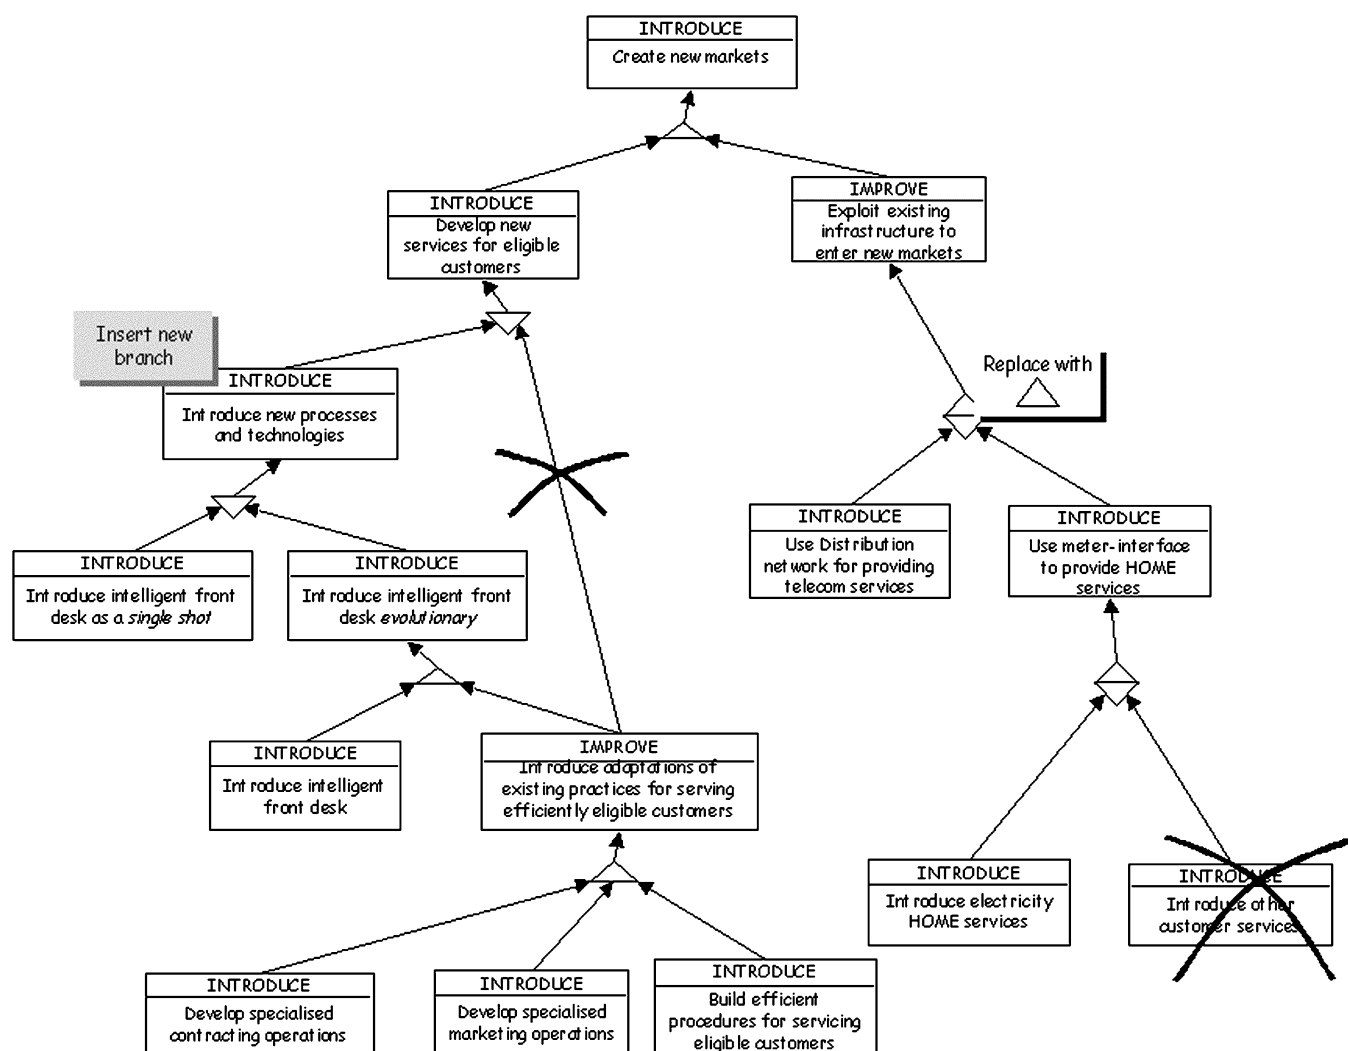 INTRODUCE
Create new markets
INTRODUCE
Develop new
services for eligible
customers
IMPROVE
Exploit existing
infrastructure to
enter new markets
Insert new
branch
INTRODUCE
Introduce new processes
and technologies
Replace with
INTRODUCE
Introduce intelligent front
desk as a single shot
INTRODUCE
Introduce intelligent front
desk evolutionary
INTRODUCE
Use Distribution
network for providing
telecom services
INTRODUCE
Use meter-interface
to provide HOME
services
INTRODUCE
Introduce intelligent
front desk
IMPROVE
Introduce adaptations of
existing practices for serving
efficiently eligible customers
INTRODUCE
Introduce electricity
HOME services
INTRODUCE
Introduce other
customer services
INTRODUCE
Develop specialised
contracting operations
INTRODUCE
Develop specialised
marketing operations
INTRODUCE
Build efficient
procedures for servicing
eligible customers